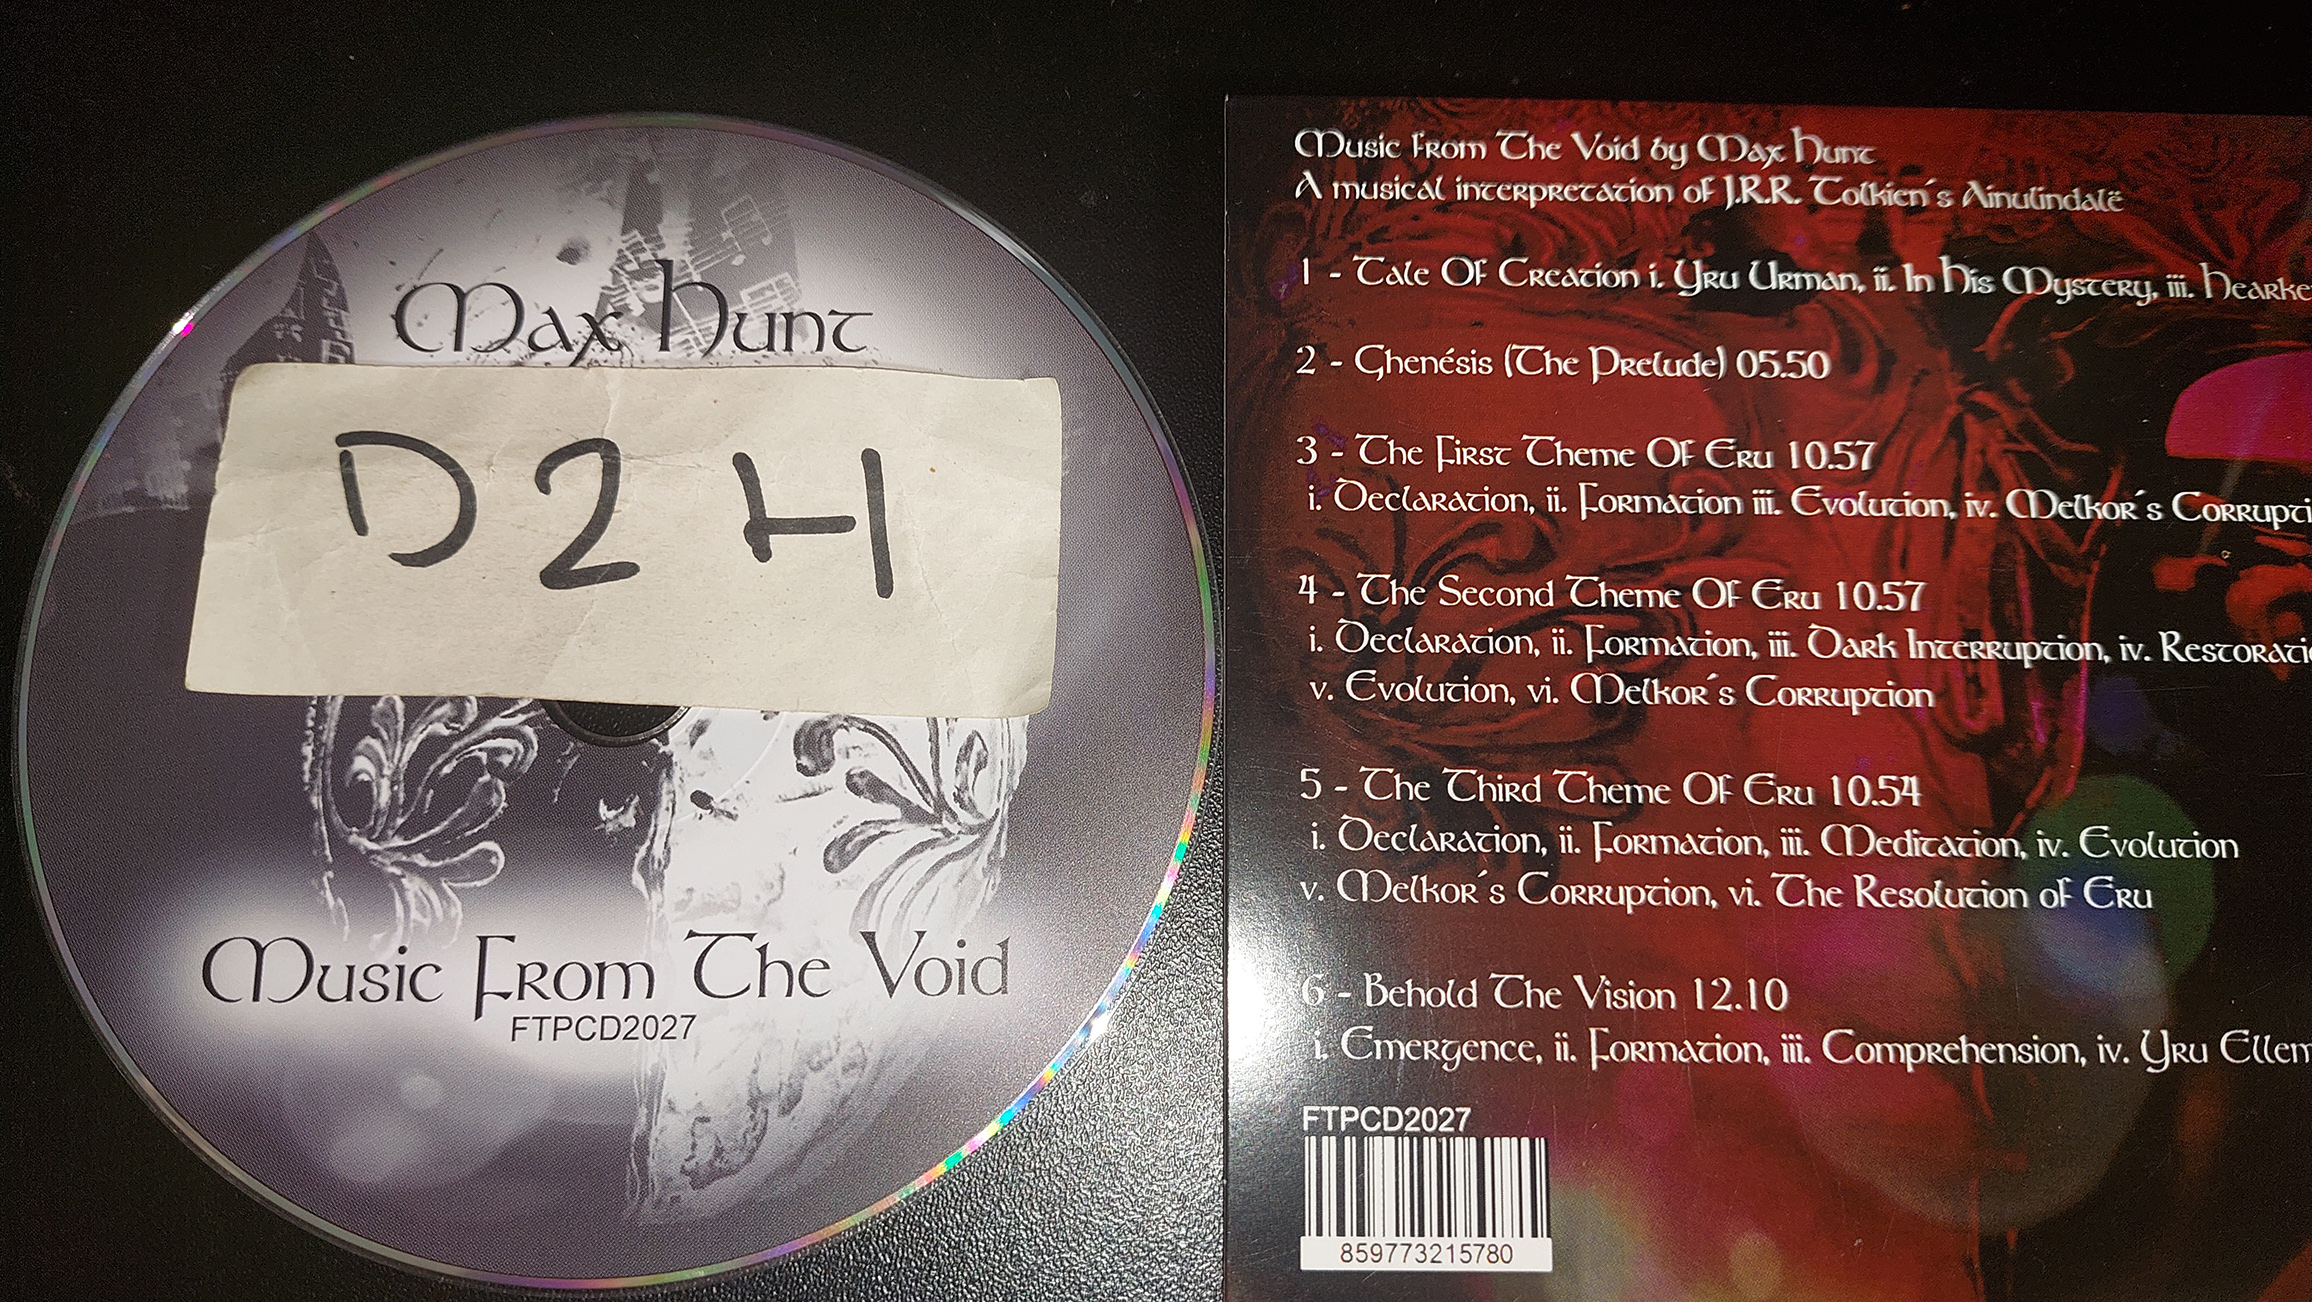 Max Hunt
D2H
Music From The Void
FTPCD2027
Music From The Void by Max Hunt
A musical interpretation of J.R.R. Tolkien´s Ainulindalë
1 - Tale Of Creation i. Yru Urman, ii. In His Mystery, iii.
2 - Ghenésis (The Prelude) 05.50
3 - The First Theme Of Eru 10.57
i. Declaration, ii. Formation iii. Evolution, iv. Melkor´s
4 - The Second Theme Of Eru 10.57
i. Declaration, ii. Formation, iii. Dark Interruption, iv.
v. Evolution, vi. Melkor´s Corruption
5 - The Third Theme Of Eru 10.54
i. Declaration, ii. Formation, iii. Meditation, iv. Evolution
v. Melkor´s Corruption, vi. The Resolution of Eru
6 - Behold The Vision 12.10
i. Emergence, ii. Formation, iii. Comprehension, iv. Yru
FTPCD2027
859773215780